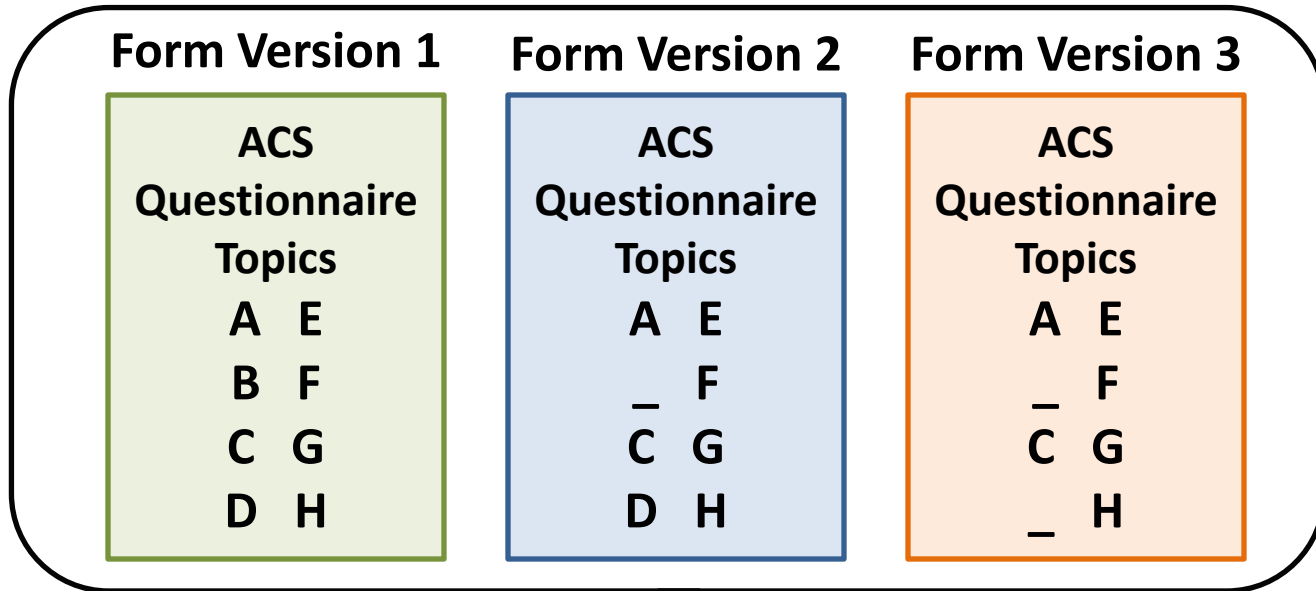 Form Version 1
ACS
Questionnaire
Topics
A E
B F
C G
D H
Form Version 2
ACS
Questionnaire
Topics
A E
_ F
C G
D H
Form Version 3
ACS
Questionnaire
Topics
A E
_ F
C G
_ H